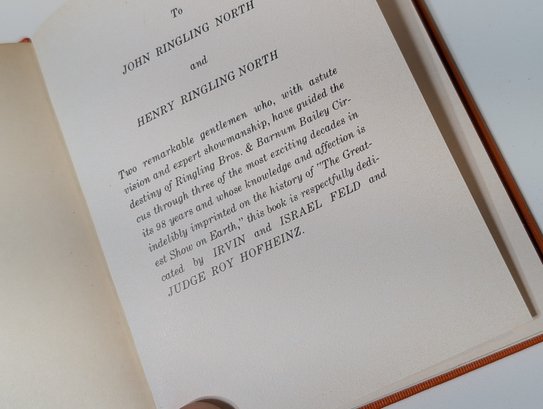 To
JOHN RINGLING NORTH
and
HENRY RINGLING NORTH
Two remarkable gentlemen who, with astute
vision and expert showmanship, have guided the
destiny of Ringling Bros. & Barnum Bailey Cir-
cus through three of the most exciting decades in
its 98 years and whose knowledge and affection is
indelibly imprinted on the history of "The Great-
est Show on Earth," this book is respectfully dedi-
cated by IRVIN and ISRAEL FELD and
JUDGE ROY HOFHEINZ.